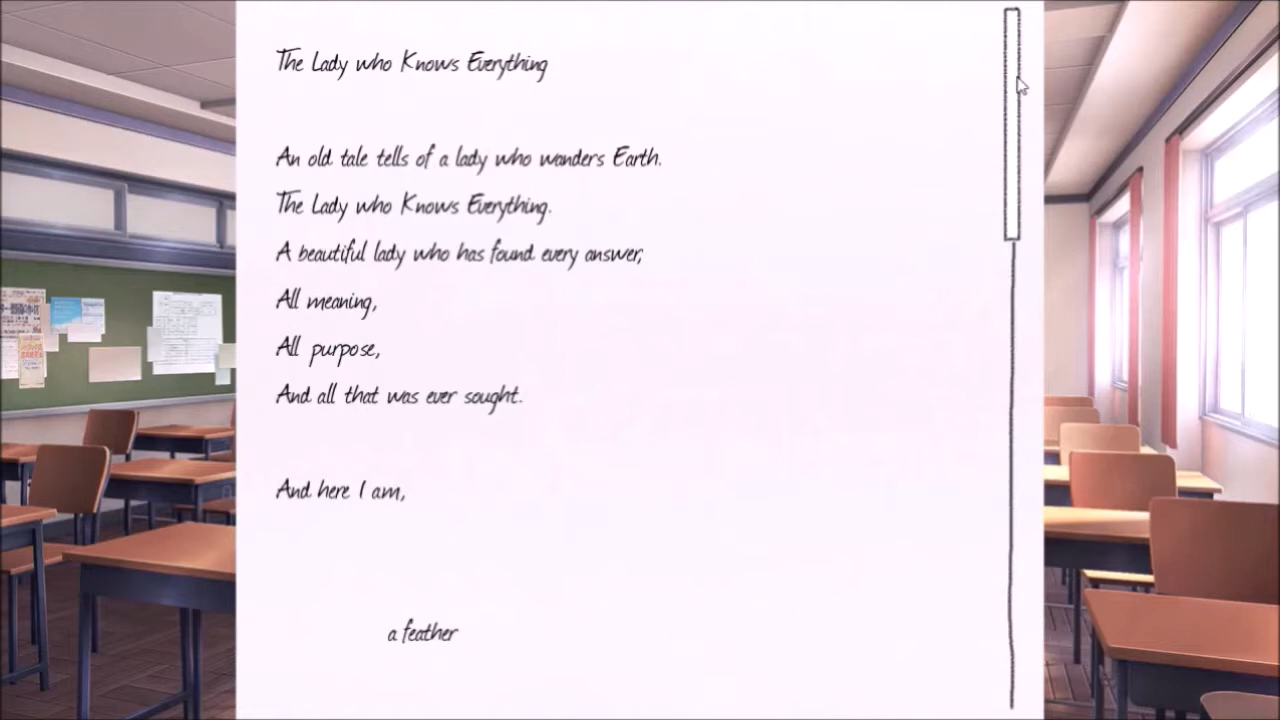 The Lady who Knows Everything
An old tale tells of a lady who wanders Earth.
The Lady who Knows Everything.
A beautiful lady who has found every answer,
All meaning,
All purpose,
And all that was ever sought.
And here I am,
a feather